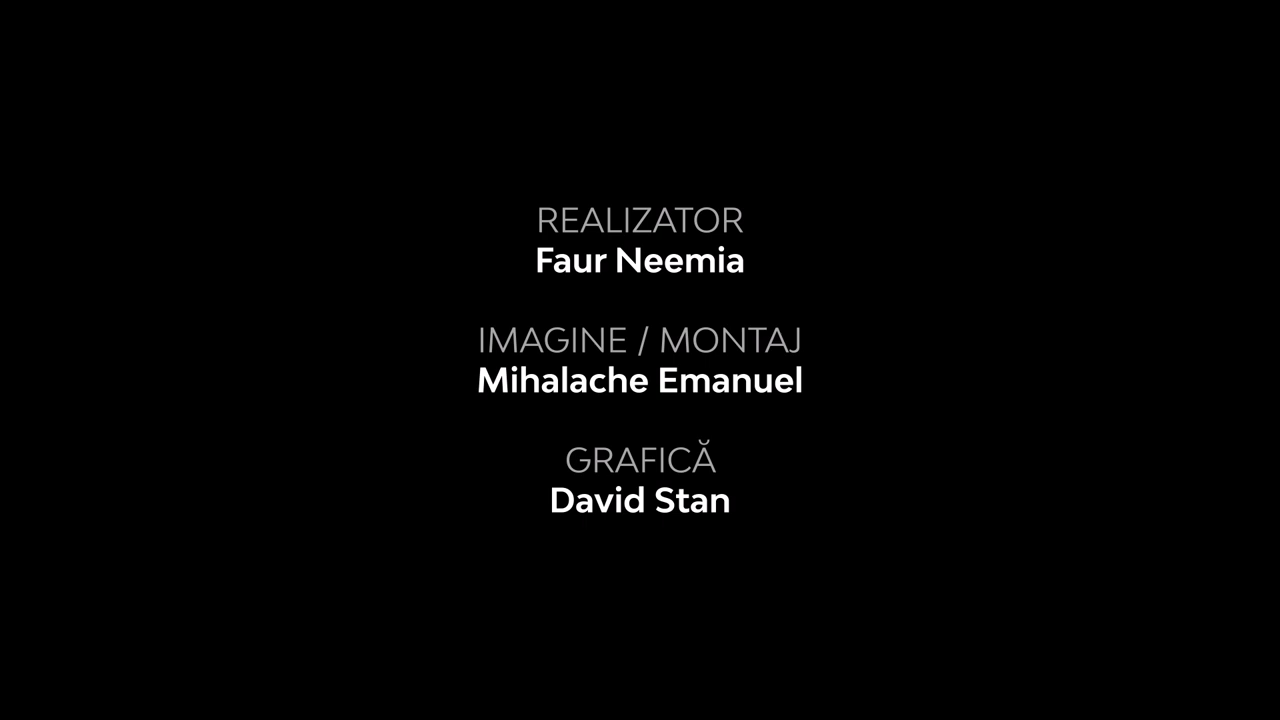 REALIZATOR
Faur Neemia
IMAGINE / MONTAJ
Mihalache Emanuel
GRAFICĂ
David Stan